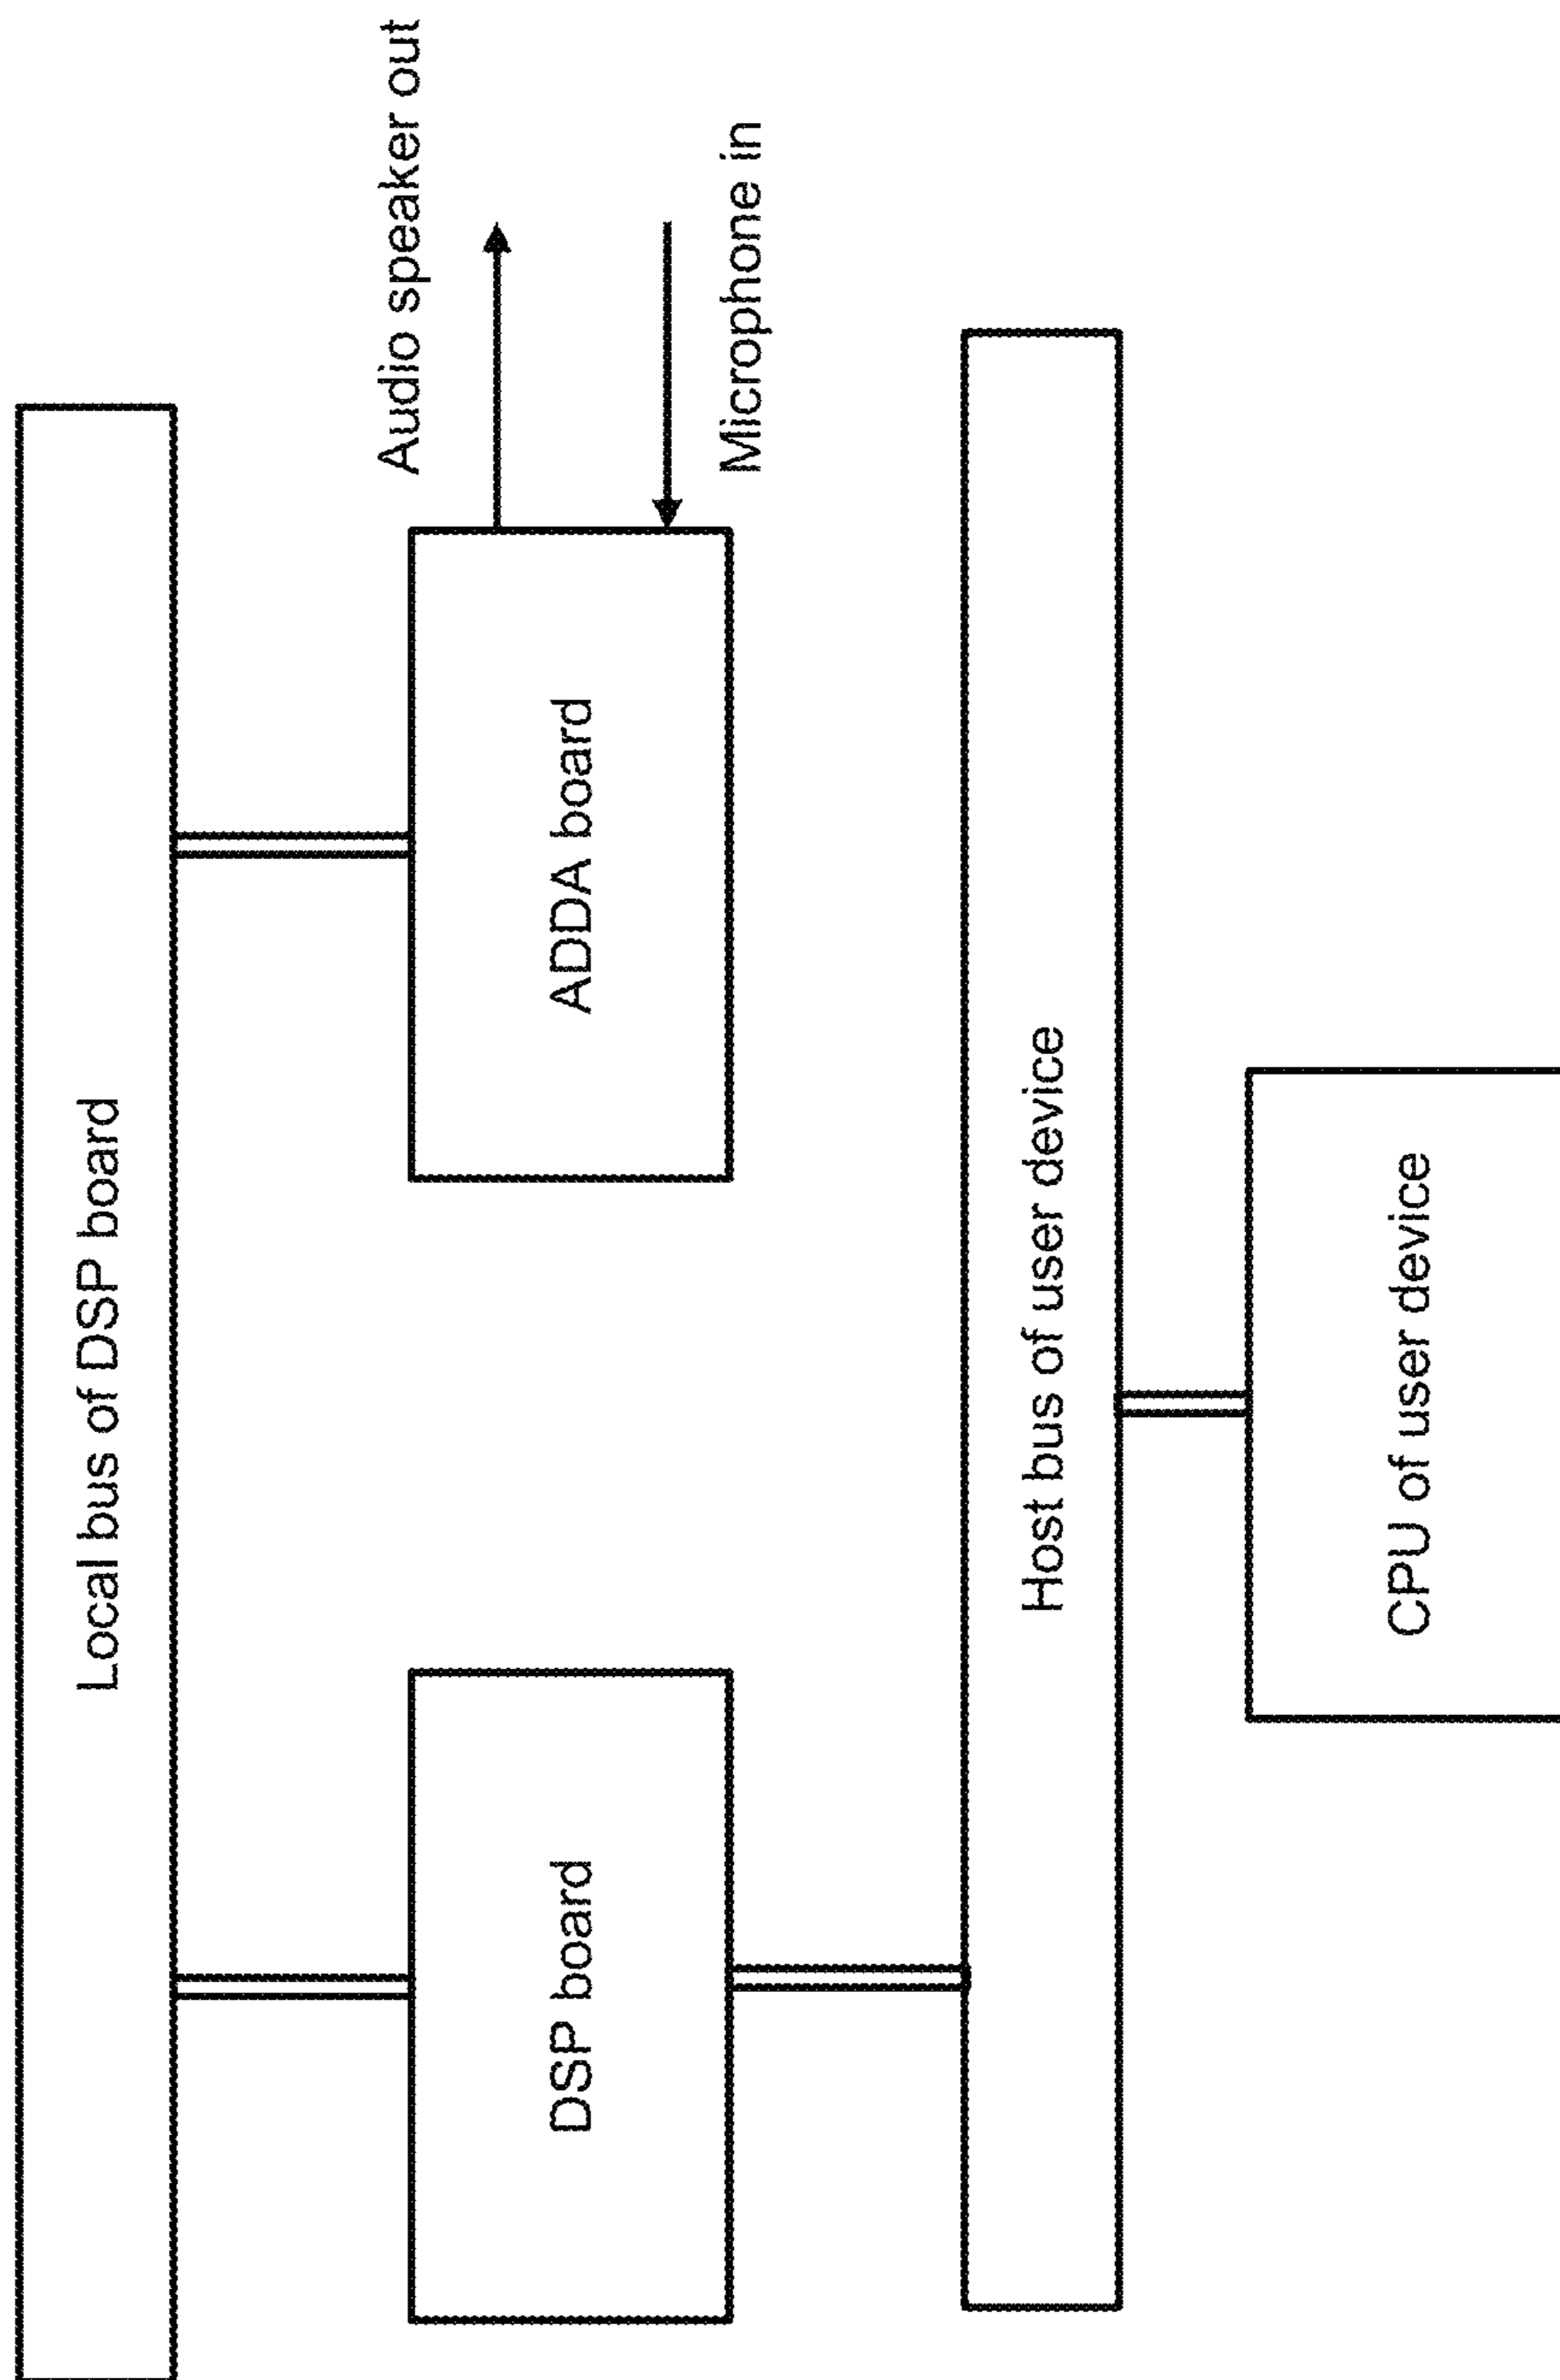 Local bus of DSP board
Audio speaker out
DSP board
ADDA board
Microphone in
Host bus of user device
CPU of user device